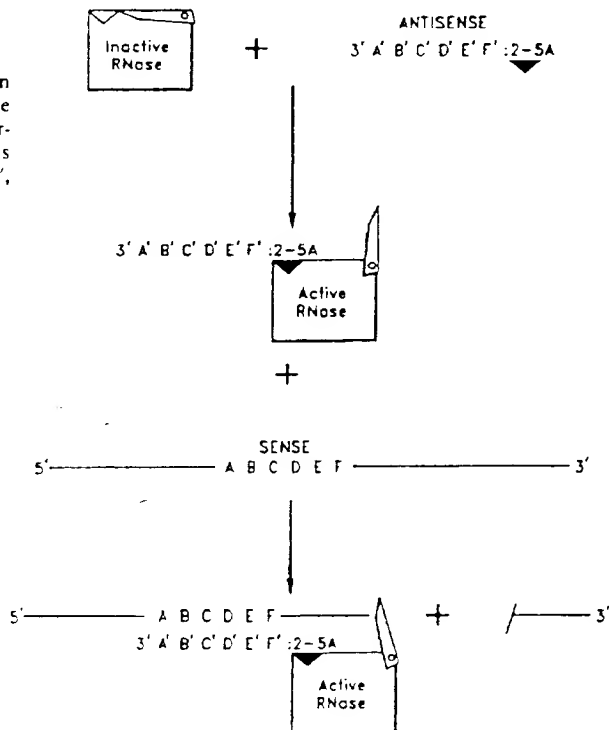 Inactive
RNase
+
ANTISENSE
3' A' B' C' D' E' F' :2-5A
n
e
r-
s
',
3' A' B' C' D' E' F' :2-5A
Active
RNase
+
SENSE
5' A B C D E F 3'
5' A B C D E F + 3'
3' A' B' C' D' E' F' :2-5A
Active
RNase